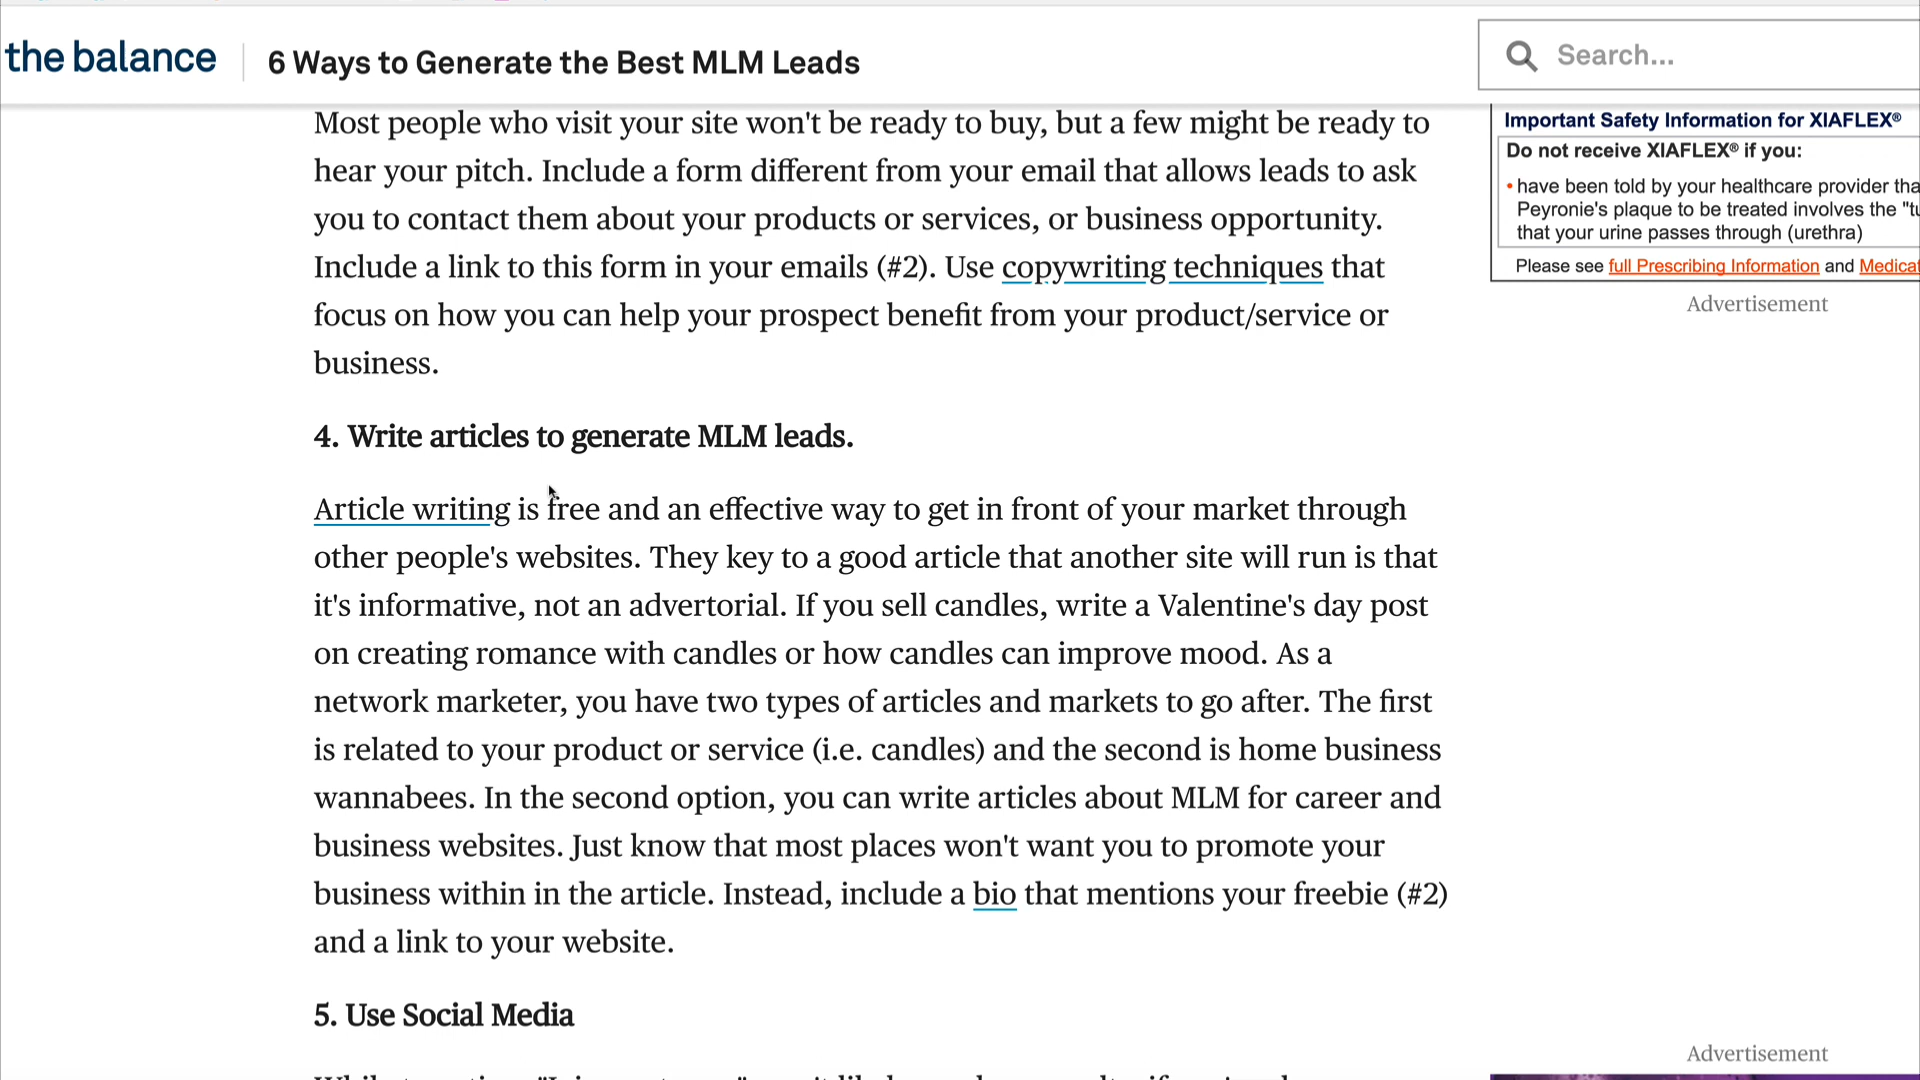 the balance
6 Ways to Generate the Best MLM Leads
Search...
Most people who visit your site won't be ready to buy, but a few might be ready to
hear your pitch. Include a form different from your email that allows leads to ask
you to contact them about your products or services, or business opportunity.
Include a link to this form in your emails (#2). Use copywriting techniques that
focus on how you can help your prospect benefit from your product/service or
business.
4. Write articles to generate MLM leads.
Article writing is free and an effective way to get in front of your market through
other people's websites. They key to a good article that another site will run is that
it's informative, not an advertorial. If you sell candles, write a Valentine's day post
on creating romance with candles or how candles can improve mood. As a
network marketer, you have two types of articles and markets to go after. The first
is related to your product or service (i.e. candles) and the second is home business
wannabees. In the second option, you can write articles about MLM for career and
business websites. Just know that most places won't want you to promote your
business within in the article. Instead, include a bio that mentions your freebie (#2)
and a link to your website.
5. Use Social Media
Important Safety Information for XIAFLEX®
Do not receive XIAFLEX® if you:
• have been told by your healthcare provider tha
Peyronie's plaque to be treated involves the "tu
that your urine passes through (urethra)
Please see full Prescribing Information and Medicat
Advertisement
Advertisement